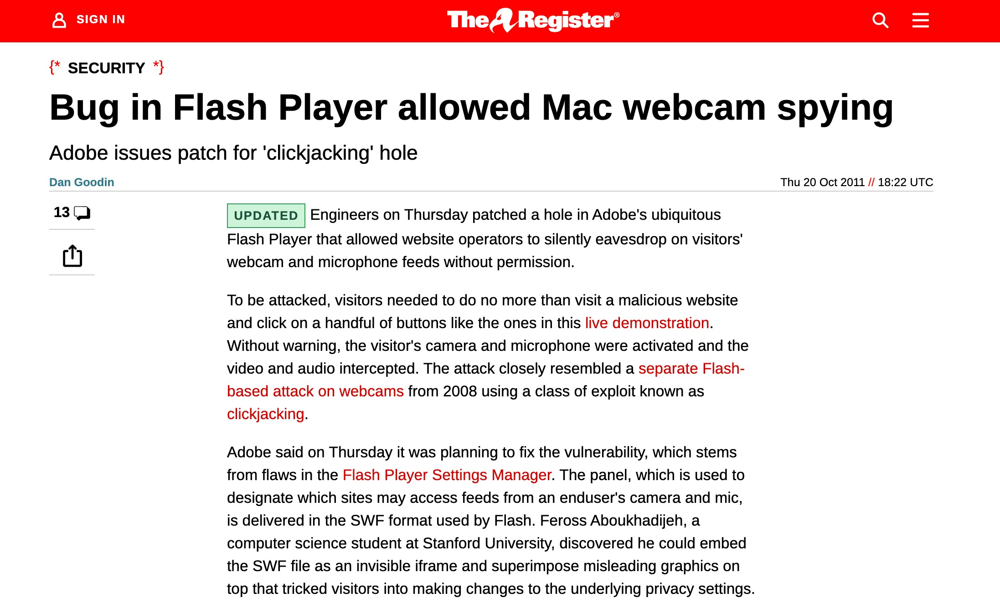 SIGN IN
The Register®
{* SECURITY *}
Bug in Flash Player allowed Mac webcam spying
Adobe issues patch for 'clickjacking' hole
Dan Goodin
Thu 20 Oct 2011 // 18:22 UTC
13
UPDATED Engineers on Thursday patched a hole in Adobe's ubiquitous
Flash Player that allowed website operators to silently eavesdrop on visitors'
webcam and microphone feeds without permission.
To be attacked, visitors needed to do no more than visit a malicious website
and click on a handful of buttons like the ones in this live demonstration.
Without warning, the visitor's camera and microphone were activated and the
video and audio intercepted. The attack closely resembled a separate Flash-
based attack on webcams from 2008 using a class of exploit known as
clickjacking.
Adobe said on Thursday it was planning to fix the vulnerability, which stems
from flaws in the Flash Player Settings Manager. The panel, which is used to
designate which sites may access feeds from an enduser's camera and mic,
is delivered in the SWF format used by Flash. Feross Aboukhadijeh, a
computer science student at Stanford University, discovered he could embed
the SWF file as an invisible iframe and superimpose misleading graphics on
top that tricked visitors into making changes to the underlying privacy settings.